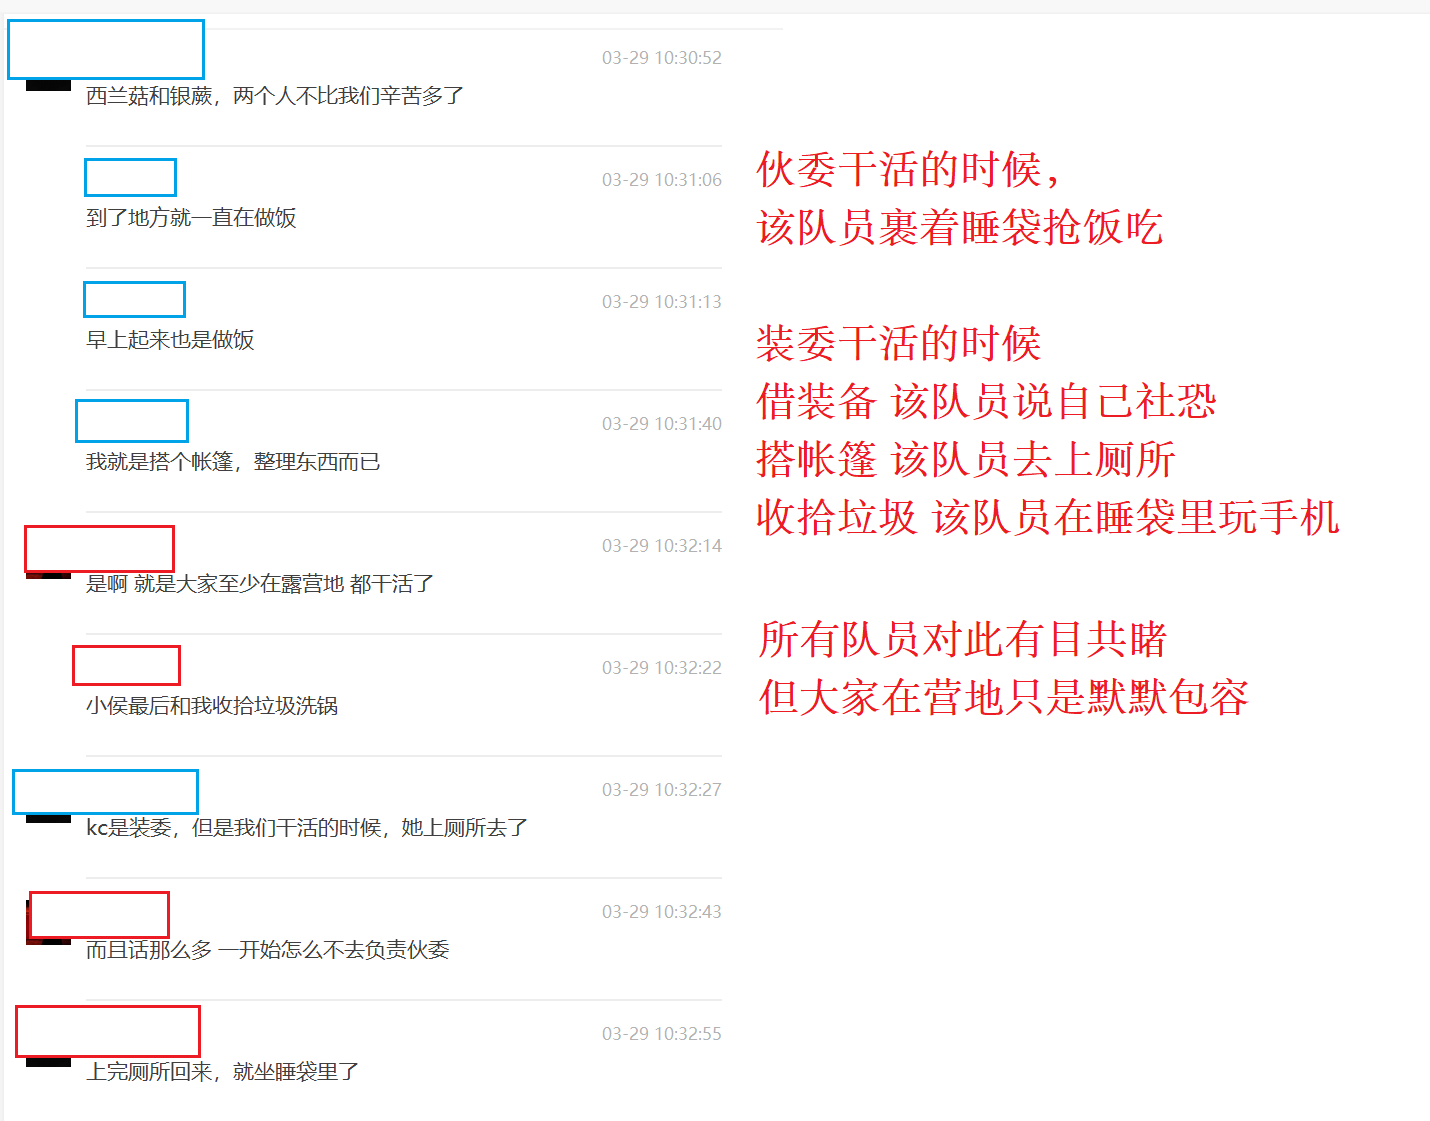 03-29 10:30:52
西兰菇和银蕨，两个人不比我们辛苦多了
03-29 10:31:06
到了地方就一直在做饭
03-29 10:31:13
早上起来也是做饭
03-29 10:31:40
我就是搭个帐篷，整理东西而已
03-29 10:32:14
是啊 就是大家至少在露营地 都干活了
03-29 10:32:22
小侯最后和我收拾垃圾洗锅
03-29 10:32:27
kc是装委，但是我们干活的时候，她上厕所去了
03-29 10:32:43
而且话那么多 一开始怎么不去负责伙委
03-29 10:32:55
上完厕所回来，就坐睡袋里了
伙委干活的时候，
该队员裹着睡袋抢饭吃
装委干活的时候
借装备 该队员说自己社恐
搭帐篷 该队员去上厕所
收拾垃圾 该队员在睡袋里玩手机
所有队员对此有目共睹
但大家在营地只是默默包容